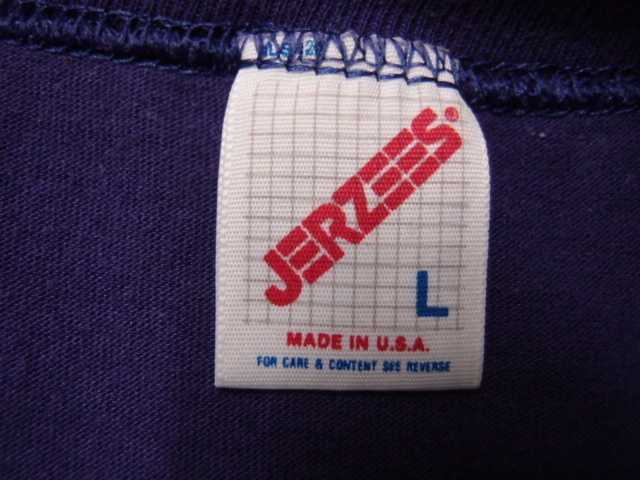 JERZEES®
L
MADE IN U.S.A.
FOR CARE & CONTENT SEE REVERSE